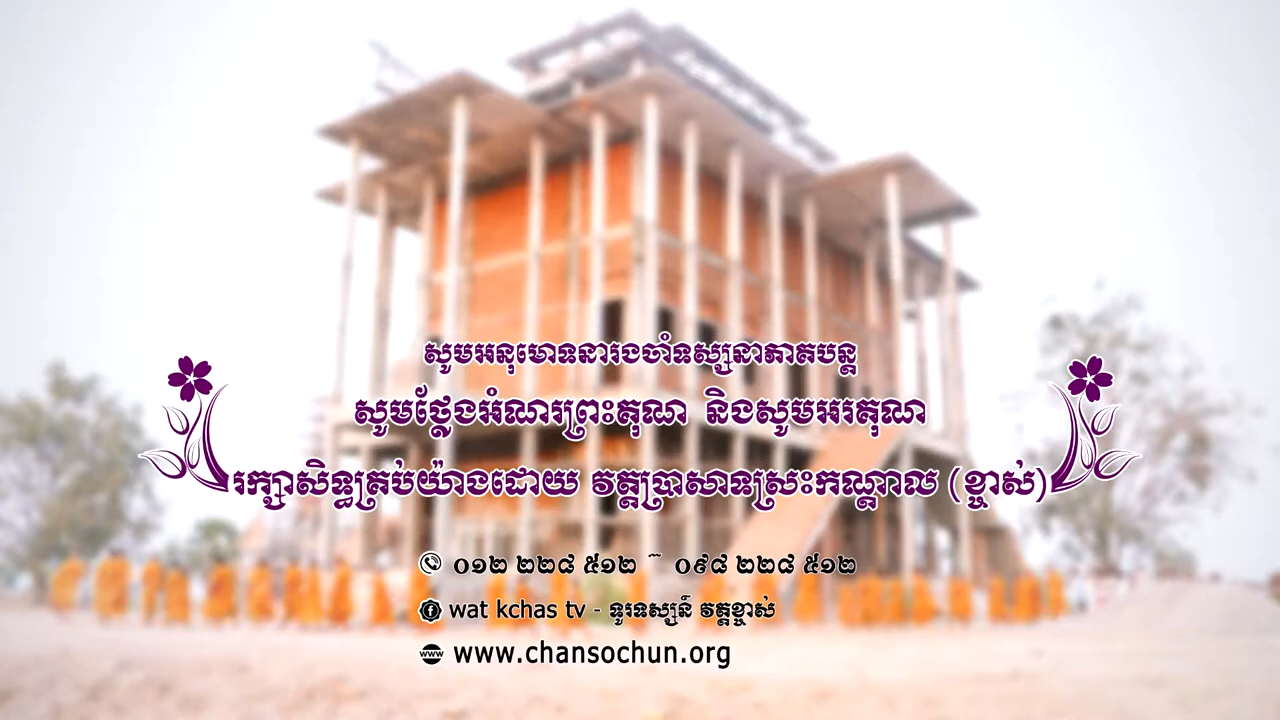 សូមអនុមោទនារងចាំទស្សនាភាគបន្ត
សូមថ្លែងអំណរព្រះគុណ និងសូមអរគុណ
រក្សាសិទ្ធគ្រប់យ៉ាងដោយ វត្តប្រាសាទស្រះកណ្តាល (ខ្ចាស់)
០១២ ២២៨ ៥១២ ~ ០៩៨ ២២៨ ៥១២
wat kchas tv - ទូរទស្សន៍ វត្តខ្ចាស់
www.chansochun.org